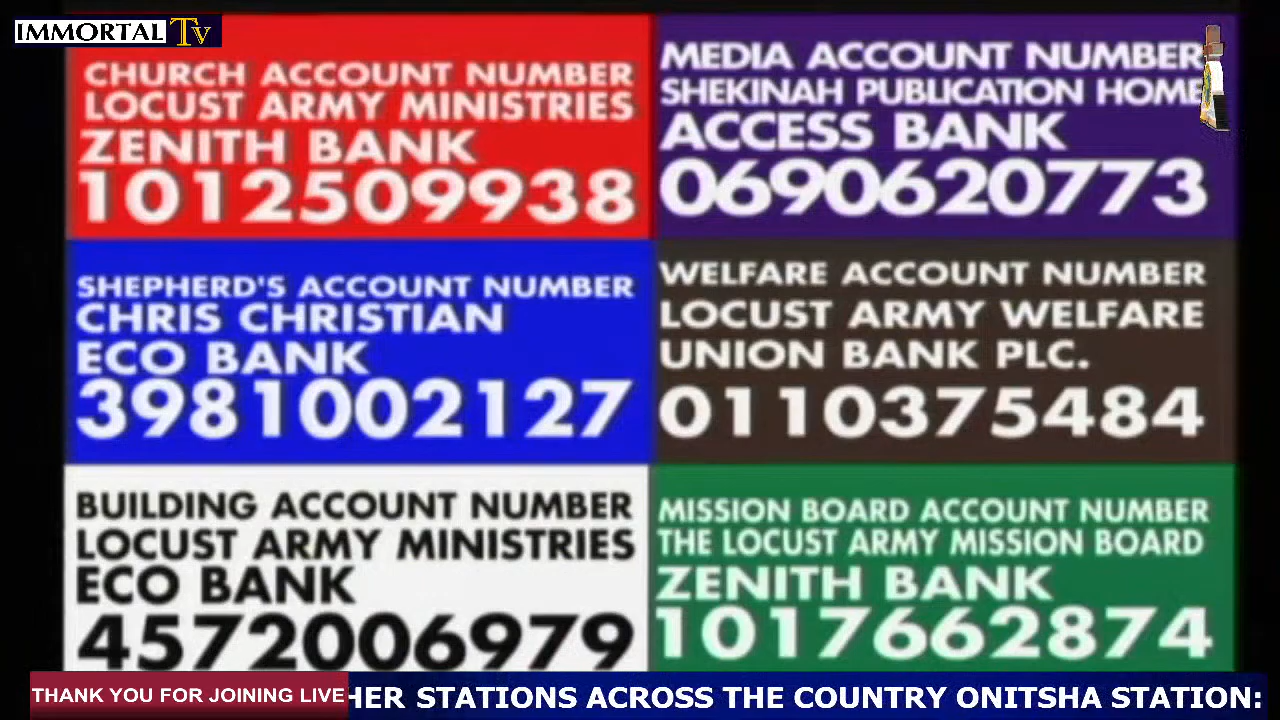 IMMORTAL Tv
CHURCH ACCOUNT NUMBER
LOCUST ARMY MINISTRIES
ZENITH BANK
1012509938
MEDIA ACCOUNT NUMBER
SHEKINAH PUBLICATION HOME
ACCESS BANK
0690620773
SHEPHERD'S ACCOUNT NUMBER
CHRIS CHRISTIAN
ECO BANK
3981002127
WELFARE ACCOUNT NUMBER
LOCUST ARMY WELFARE
UNION BANK PLC.
0110375484
BUILDING ACCOUNT NUMBER
LOCUST ARMY MINISTRIES
ECO BANK
4572006979
MISSION BOARD ACCOUNT NUMBER
THE LOCUST ARMY MISSION BOARD
ZENITH BANK
1017662874
THANK YOU FOR JOINING LIVE
HER STATIONS ACROSS THE COUNTRY ONITSHA STATION: